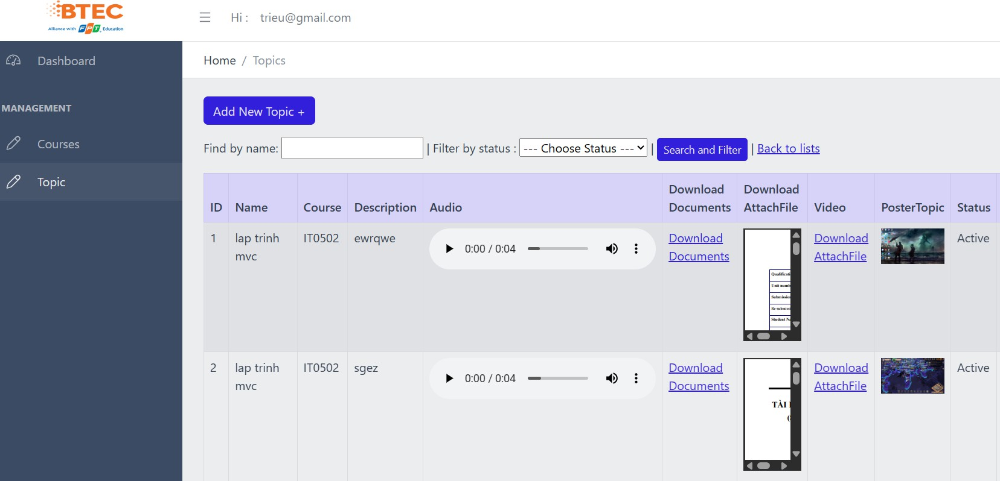 BTEC
Alliance with FPT Education
Hi : trieu@gmail.com
Dashboard
MANAGEMENT
Courses
Topic
Home / Topics
Add New Topic +
Find by name: | Filter by status : --- Choose Status --- | Search and Filter | Back to lists
ID Name Course Description Audio Download Documents Download AttachFile Video PosterTopic Status
1 lap trinh mvc IT0502 ewrqwe 0:00 / 0:04 Download Documents
Qualificati
Unit numb
Submission
Re-submissi
Student Na
Download AttachFile Active
2 lap trinh mvc IT0502 sgez 0:00 / 0:04 Download Documents
TÀI
Download AttachFile Active